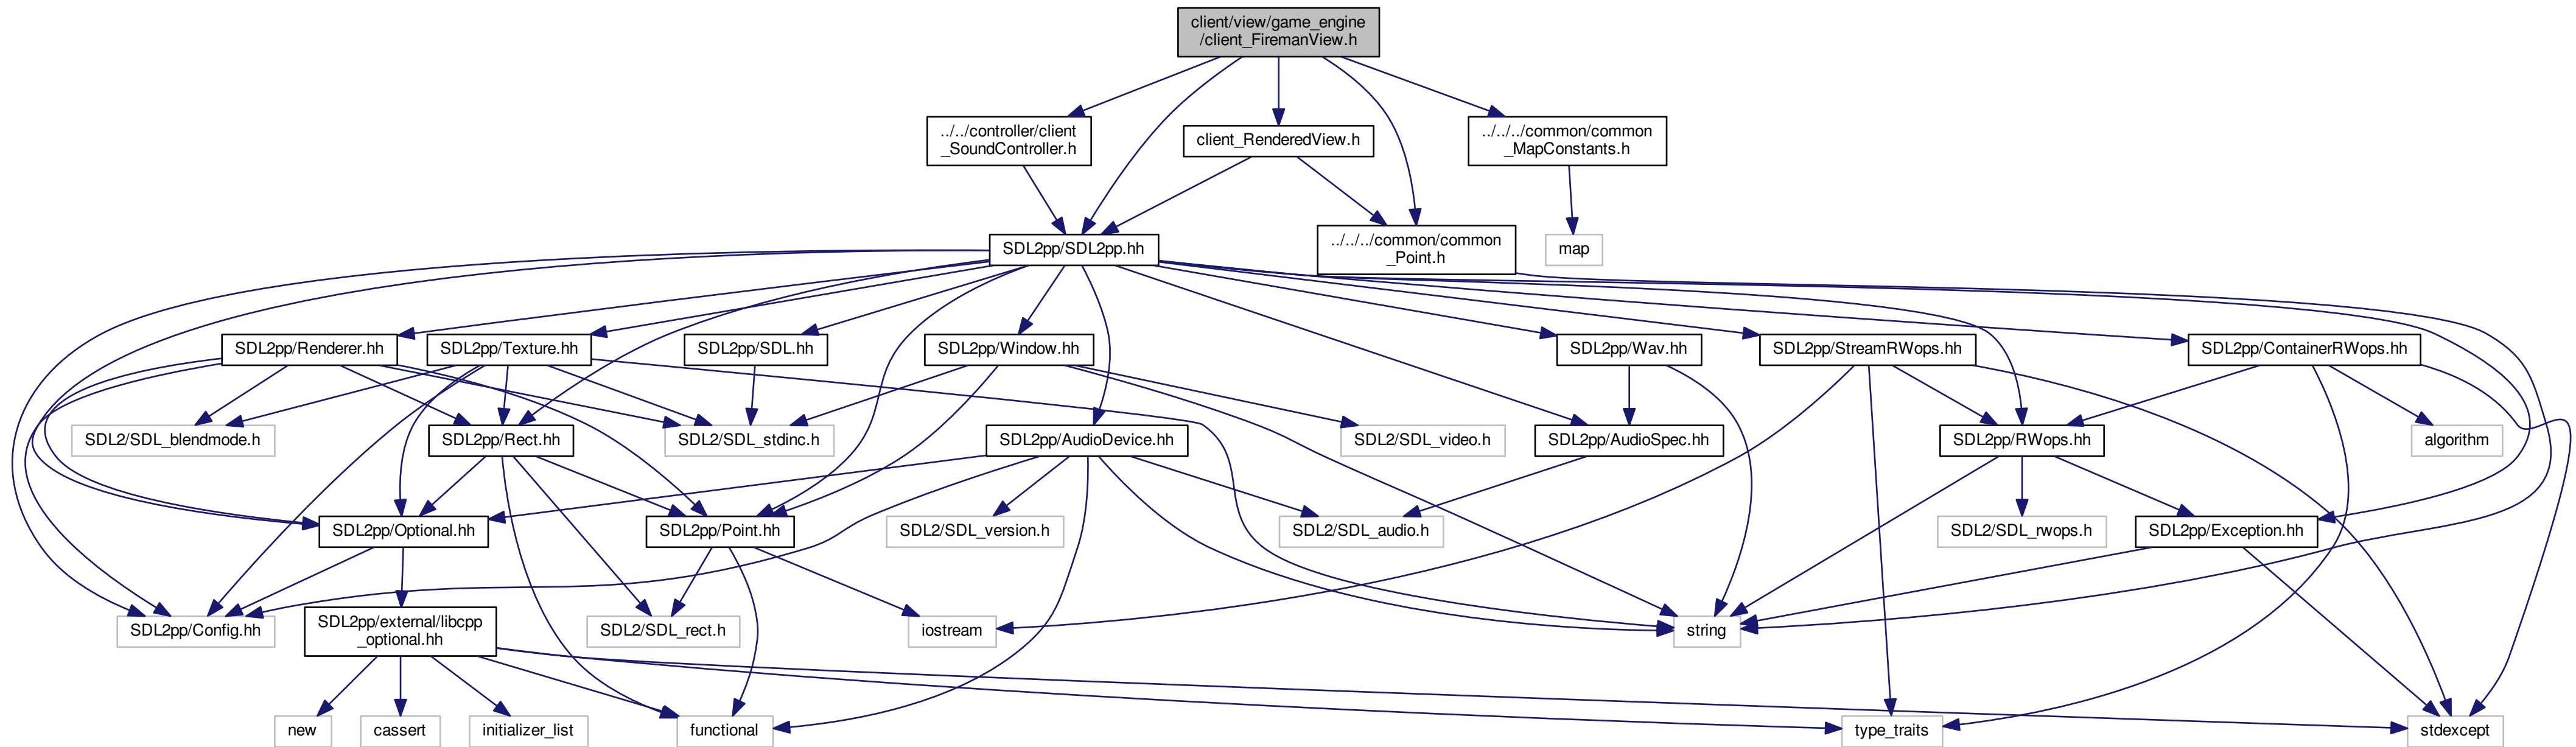 client/view/game_engine
/client_FiremanView.h
../../controller/client
_SoundController.h
client_RenderedView.h
../../../common/common
_MapConstants.h
SDL2pp/SDL2pp.hh
../../../common/common
_Point.h
map
SDL2pp/Renderer.hh
SDL2pp/Texture.hh
SDL2pp/SDL.hh
SDL2pp/Window.hh
SDL2pp/Wav.hh
SDL2pp/StreamRWops.hh
SDL2pp/ContainerRWops.hh
SDL2/SDL_blendmode.h
SDL2pp/Rect.hh
SDL2/SDL_stdinc.h
SDL2pp/AudioDevice.hh
SDL2/SDL_video.h
SDL2pp/AudioSpec.hh
SDL2pp/RWops.hh
algorithm
SDL2pp/Optional.hh
SDL2pp/Point.hh
SDL2/SDL_version.h
SDL2/SDL_audio.h
SDL2/SDL_rwops.h
SDL2pp/Exception.hh
SDL2pp/Config.hh
SDL2pp/external/libcpp
_optional.hh
SDL2/SDL_rect.h
iostream
string
new
cassert
initializer_list
functional
type_traits
stdexcept